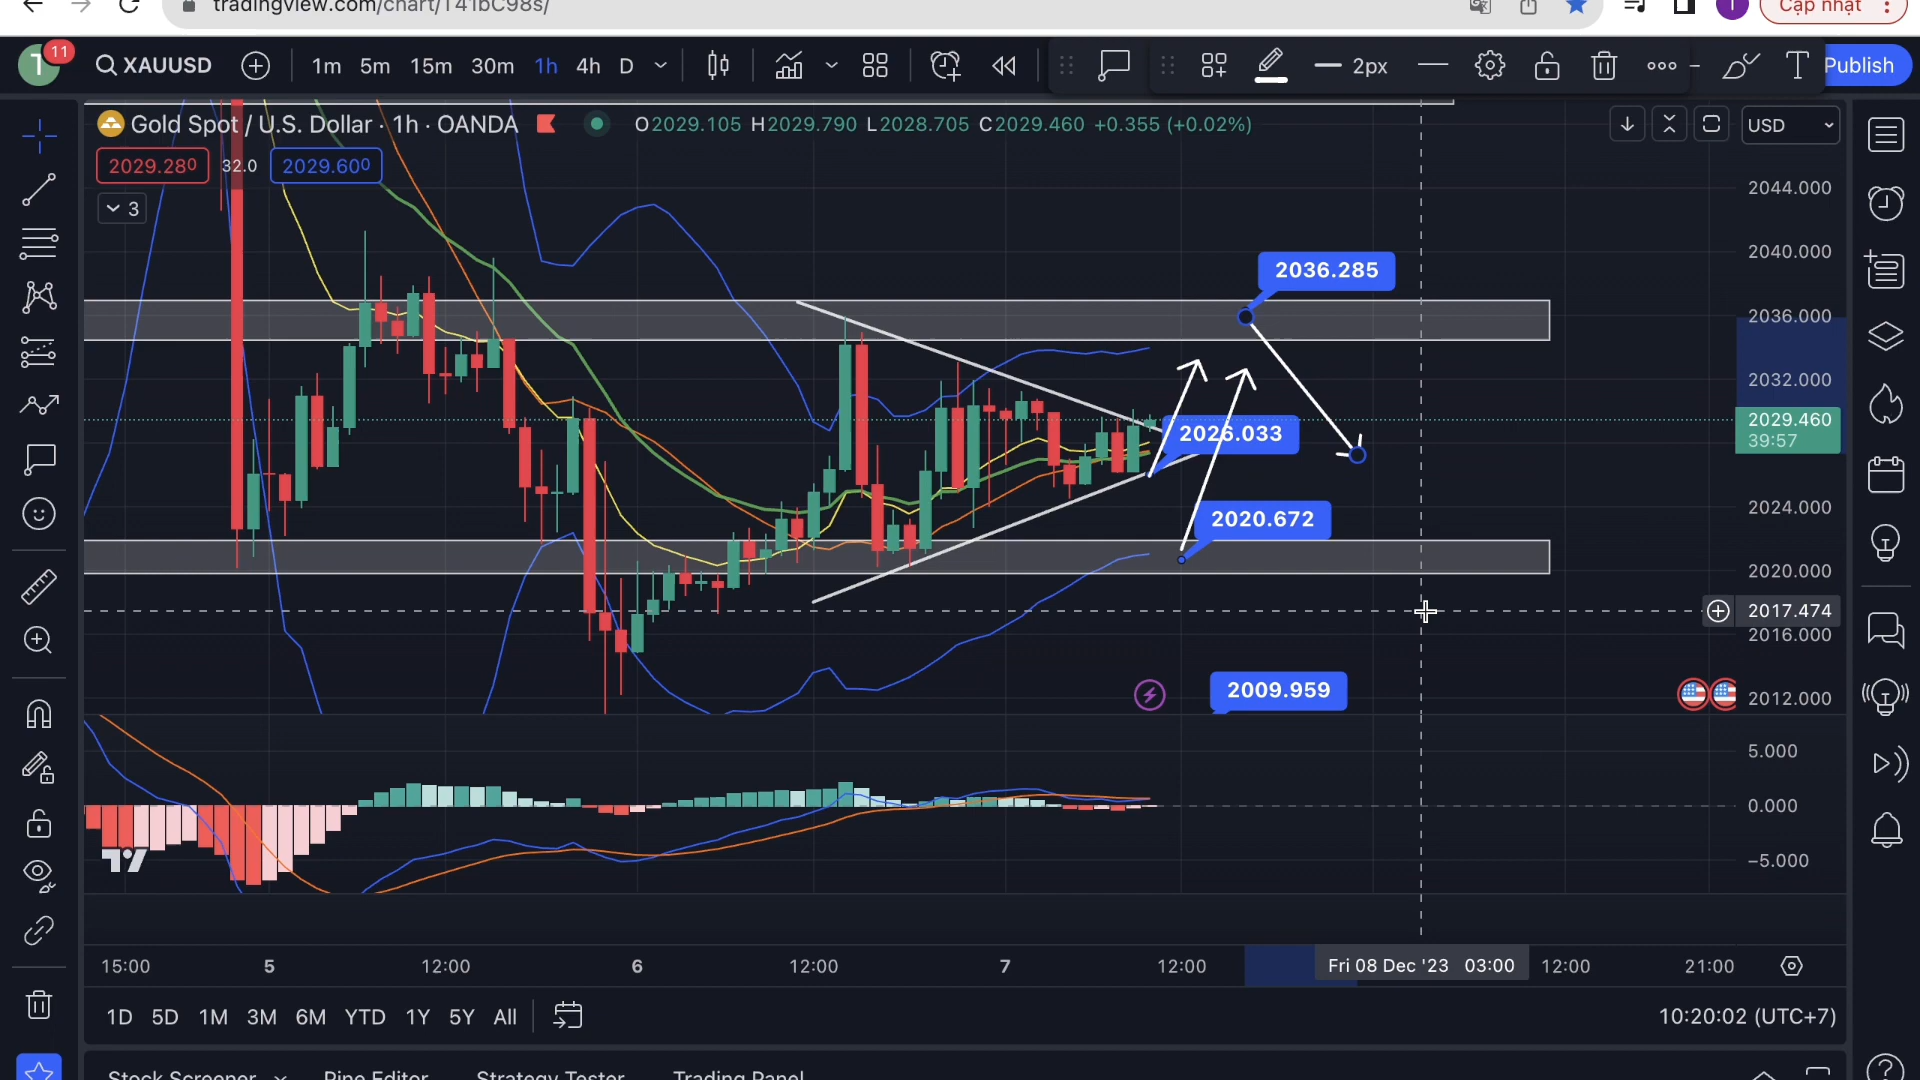 tradingview.com/chart/T41bC98s/
Cập nhật
T
T
11
XAUUSD
1m 5m 15m 30m 1h 4h D
2px
T
Publish
Gold Spot / U.S. Dollar · 1h · OANDA
O2029.105 H2029.790 L2028.705 C2029.460 +0.355 (+0.02%)
USD
2029.280 32.0 2029.600
3
2044.000
2040.000
2036.285
2036.000
2032.000
2029.460
39:57
2026.033
2024.000
2020.672
2020.000
2017.474
2016.000
2009.959
2012.000
5.000
0.000
−5.000
15:00 5 12:00 6 12:00 7 12:00 Fri 08 Dec '23 03:00 12:00 21:00
1D 5D 1M 3M 6M YTD 1Y 5Y All
10:20:02 (UTC+7)
Stock Screener Pine Editor Strategy Tester Trading Panel